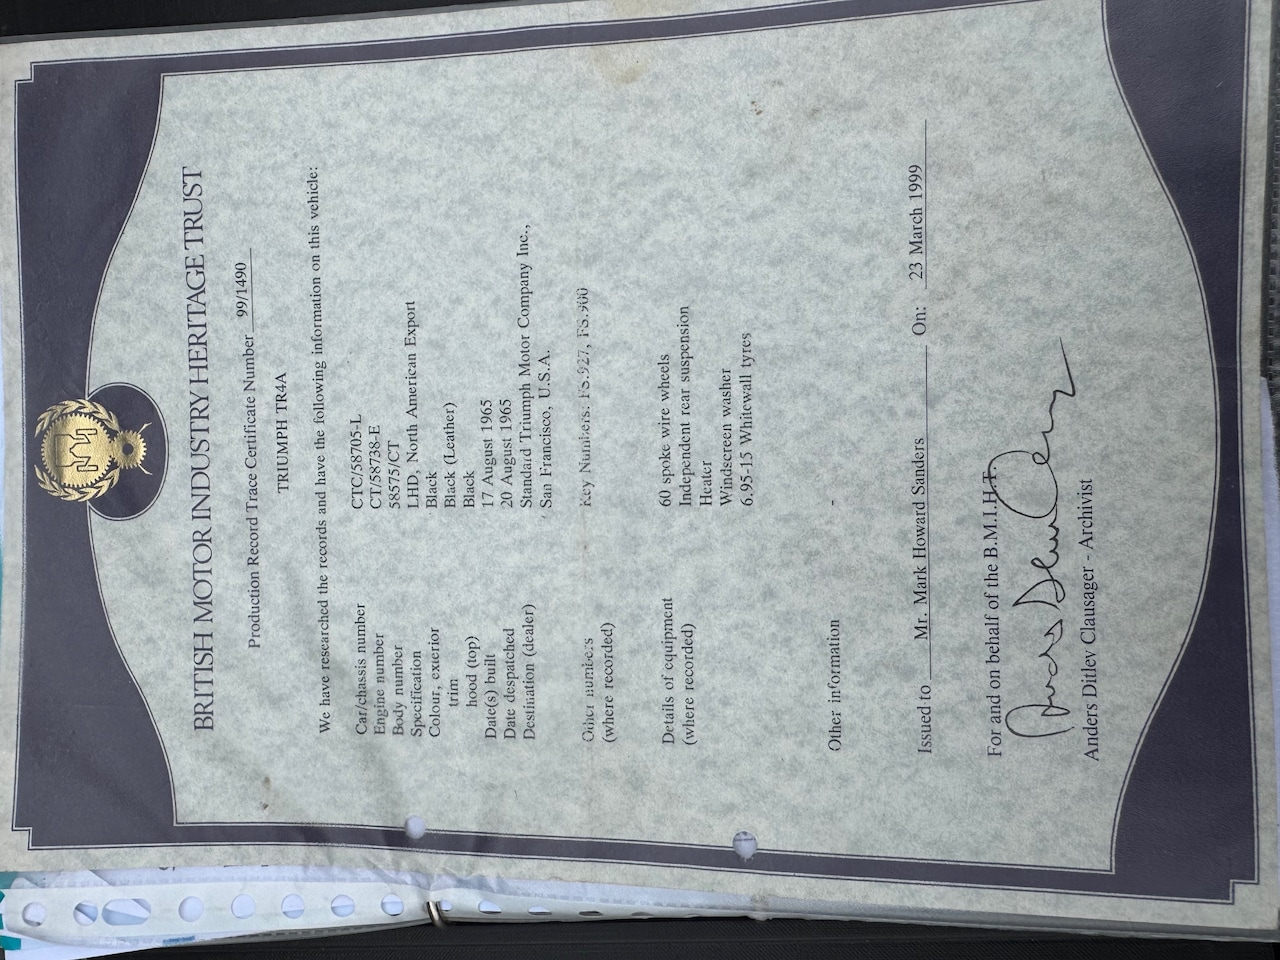 BRITISH MOTOR INDUSTRY HERITAGE TRUST
Production Record Trace Certificate Number 99/1490
TRIUMPH TR4A
We have researched the records and have the following information on this vehicle:
Car/chassis number CTC/58705-L
Engine number CT/58738-E
Body number 58575/CT
Specification LHD, North American Export
Colour, exterior Black
trim Black (Leather)
hood (top) Black
Date(s) built 17 August 1965
Date despatched 20 August 1965
Destination (dealer) Standard Triumph Motor Company Inc.,
San Francisco, U.S.A.
Other numbers Key Numbers: FS.927, FS.900
(where recorded)
Details of equipment 60 spoke wire wheels
(where recorded) Independent rear suspension
Heater
Windscreen washer
6.95-15 Whitewall tyres
Other information -
Issued to Mr. Mark Howard Sanders On: 23 March 1999
For and on behalf of the B.M.I.H.T.
Anders Ditlev Clausager - Archivist